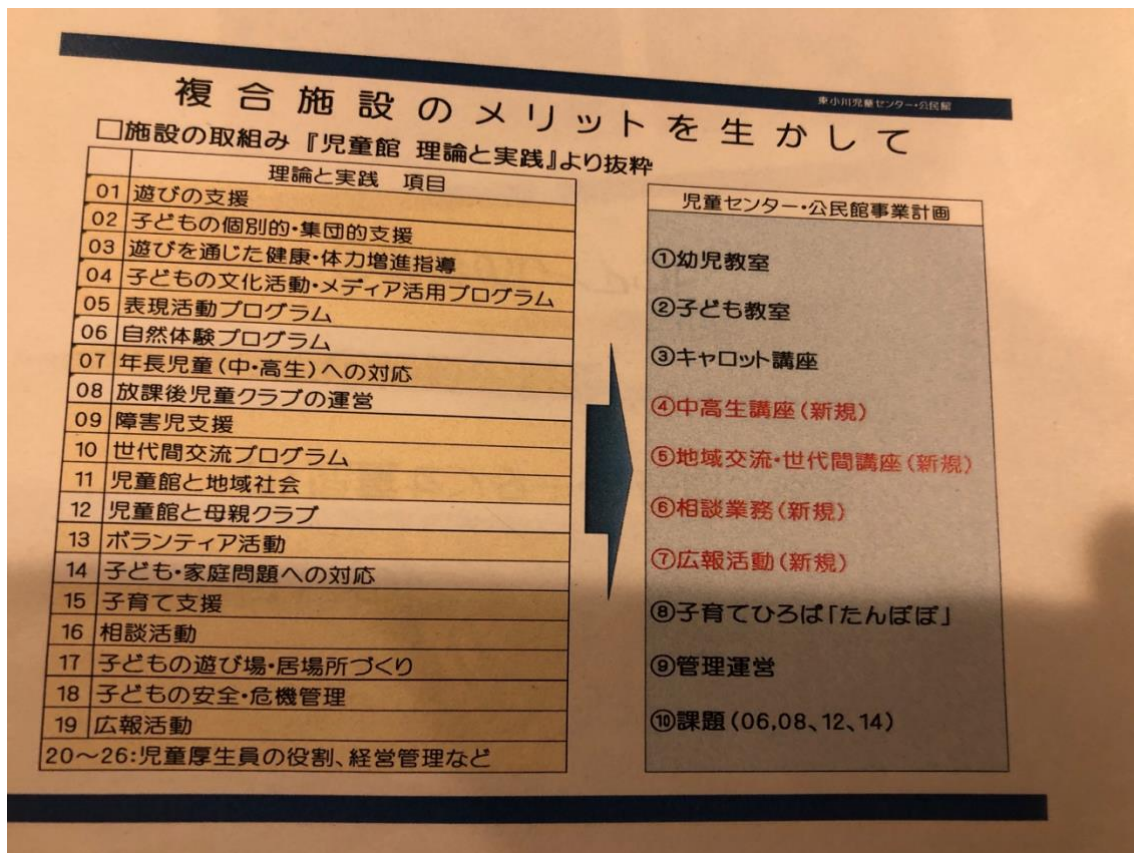 東小川児童センター・公民館
複合施設のメリットを生かして
□施設の取組み『児童館 理論と実践』より抜粋
理論と実践 項目
01 遊びの支援
02 子どもの個別的・集団的支援
03 遊びを通じた健康・体力増進指導
04 子どもの文化活動・メディア活用プログラム
05 表現活動プログラム
06 自然体験プログラム
07 年長児童(中・高生)への対応
08 放課後児童クラブの運営
09 障害児支援
10 世代間交流プログラム
11 児童館と地域社会
12 児童館と母親クラブ
13 ボランティア活動
14 子ども・家庭問題への対応
15 子育て支援
16 相談活動
17 子どもの遊び場・居場所づくり
18 子どもの安全・危機管理
19 広報活動
20～26:児童厚生員の役割、経営管理など
児童センター・公民館事業計画
①幼児教室
②子ども教室
③キャロット講座
④中高生講座(新規)
⑤地域交流・世代間講座(新規)
⑥相談業務(新規)
⑦広報活動(新規)
⑧子育てひろば「たんぽぽ」
⑨管理運営
⑩課題(06,08、12、14)